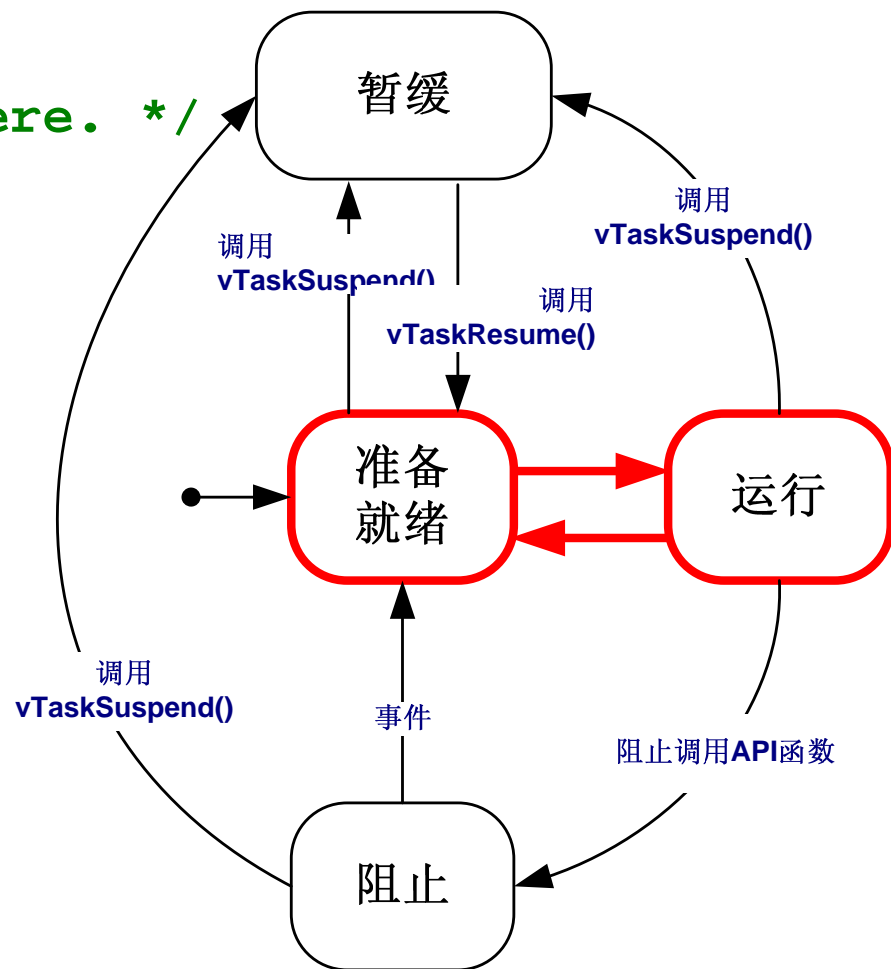 暂缓
ere. */
调用
vTaskSuspend()
调用
vTaskSuspend()
调用
vTaskResume()
准备
就绪
运行
调用
vTaskSuspend()
事件
阻止调用API函数
阻止